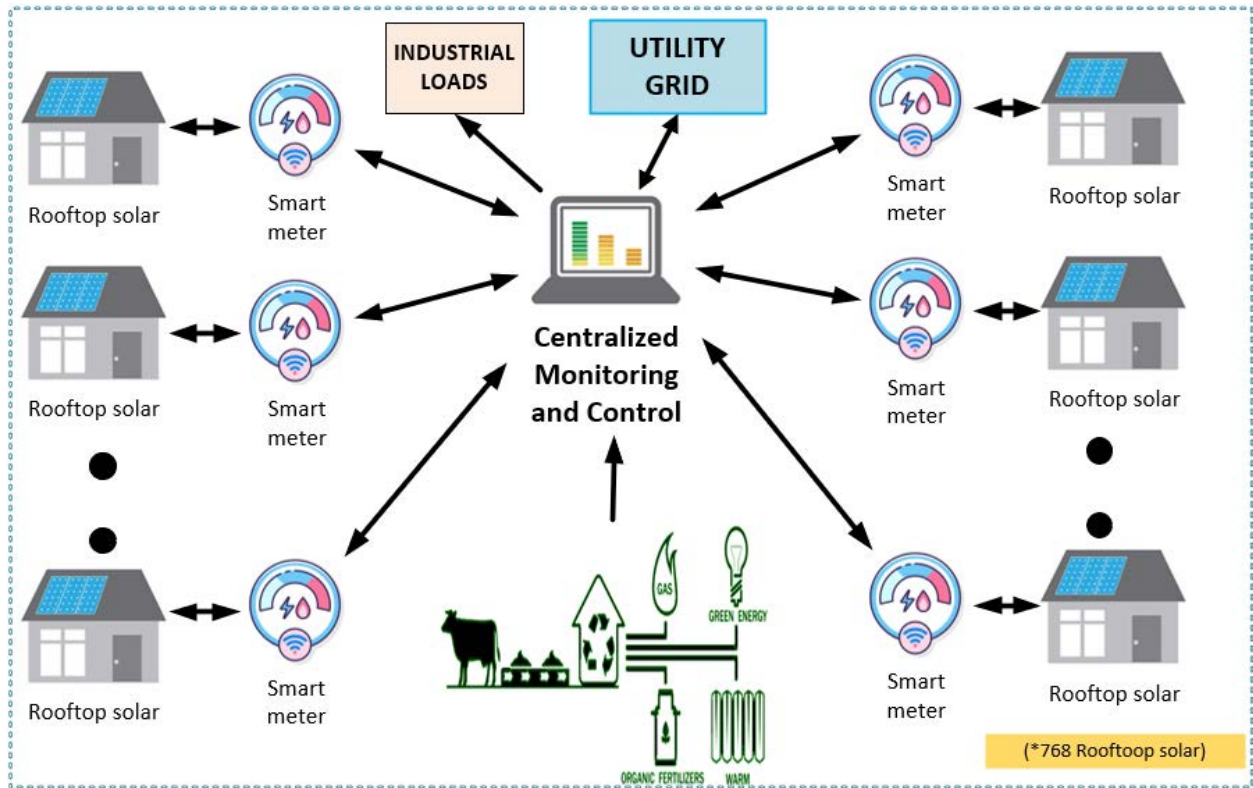 INDUSTRIAL
LOADS
UTILITY
GRID
Rooftop solar
Smart
meter
Smart
meter
Rooftop solar
Rooftop solar
Smart
meter
Centralized
Monitoring
and Control
Smart
meter
Rooftop solar
GAS
GREEN ENERGY
Rooftop solar
Smart
meter
ORGANIC FERTILIZERS
WARM
Smart
meter
Rooftop solar
(*768 Rooftoop solar)